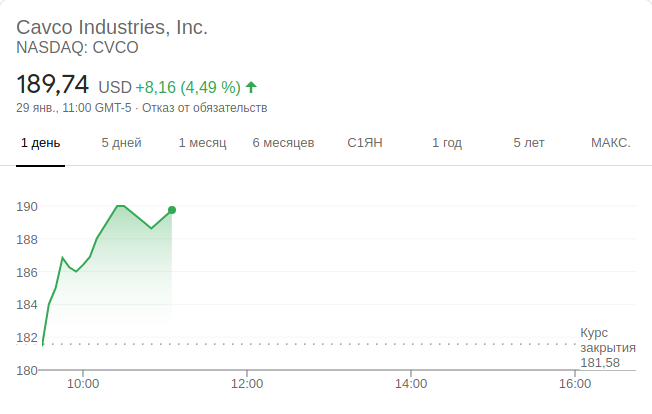 Cavco Industries, Inc.
NASDAQ: CVCO
189,74 USD +8,16 (4,49 %)
29 янв., 11:00 GMT-5 · Отказ от обязательств
1 день 5 дней 1 месяц 6 месяцев С1ЯН 1 год 5 лет МАКС.
190
188
186
184
182
180
Курс
закрытия
181,58
10:00 12:00 14:00 16:00